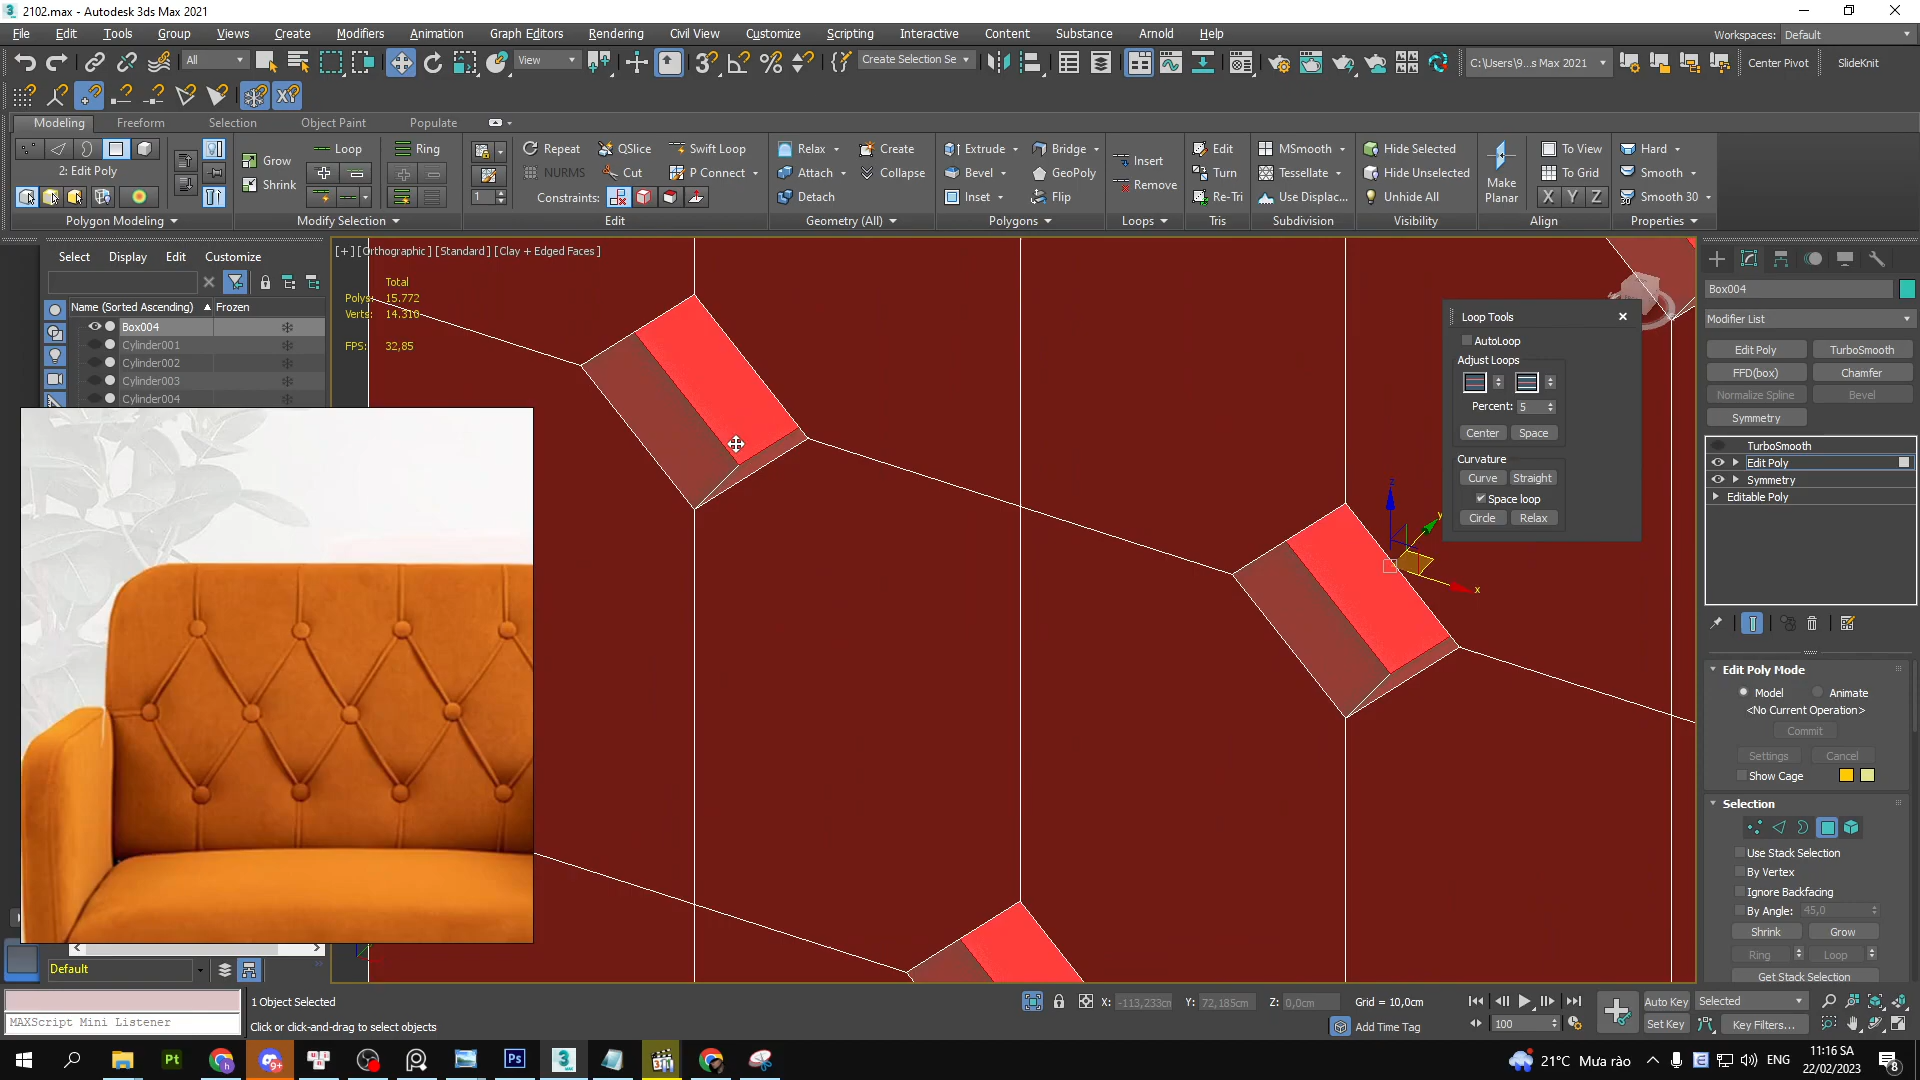 2102.max - Autodesk 3ds Max 2021
File Edit Tools Group Views Create Modifiers Graph Editors Rendering Civil View Customize Scripting Interactive Content Substance Arnold Help
Workspaces: Default
All View Create Selection Se C:\Users\9...s Max 2021 Center Pivot SlideKnit
XY
Modeling Freeform Selection Object Paint Populate
Loop Ring Repeat QSlice Swift Loop Relax Create Extrude Bridge Edit MSmooth Hide Selected To View Hard
2: Edit Poly Grow NURMS Cut P Connect Attach Collapse Bevel GeoPoly Insert Turn Tessellate Hide Unselected Make Planar To Grid Smooth
Shrink 1 Constraints: Detach Inset Flip Remove Re-Tri Use Displac... Unhide All X Y Z Smooth 30
Polygon Modeling Modify Selection Edit Geometry (All) Polygons Loops Tris Subdivision Visibility Align Properties
Select Display Edit Customize
Name (Sorted Ascending) Frozen
Box004
Cylinder001
Cylinder002
Cylinder003
Cylinder004
Default
[+] [Orthographic] [Standard] [Clay + Edged Faces]
Total
Polys: 15.772
Verts: 14.310
FPS: 32,85
z
y
x
Loop Tools
AutoLoop
Adjust Loops
Percent: 5
Center Space
Curvature
Curve Straight
Space loop
Circle Relax
Box004
Modifier List
Edit Poly TurboSmooth
FFD(box) Chamfer
Normalize Spline Bevel
Symmetry
TurboSmooth
Edit Poly
Symmetry
Editable Poly
Edit Poly Mode
Model Animate
<No Current Operation>
Commit
Settings Cancel
Show Cage
Selection
Use Stack Selection
By Vertex
Ignore Backfacing
By Angle: 45,0
Shrink Grow
Ring Loop
Get Stack Selection
MAXScript Mini Listener
1 Object Selected
Click or click-and-drag to select objects
X: -113,233cm Y: 72,185cm Z: 0,0cm Grid = 10,0cm
Add Time Tag
100
Auto Key Selected
Set Key Key Filters...
Pt 9+ Ps 3 MAX
21°C Mưa rào ENG 11:16 SA
22/02/2023
8